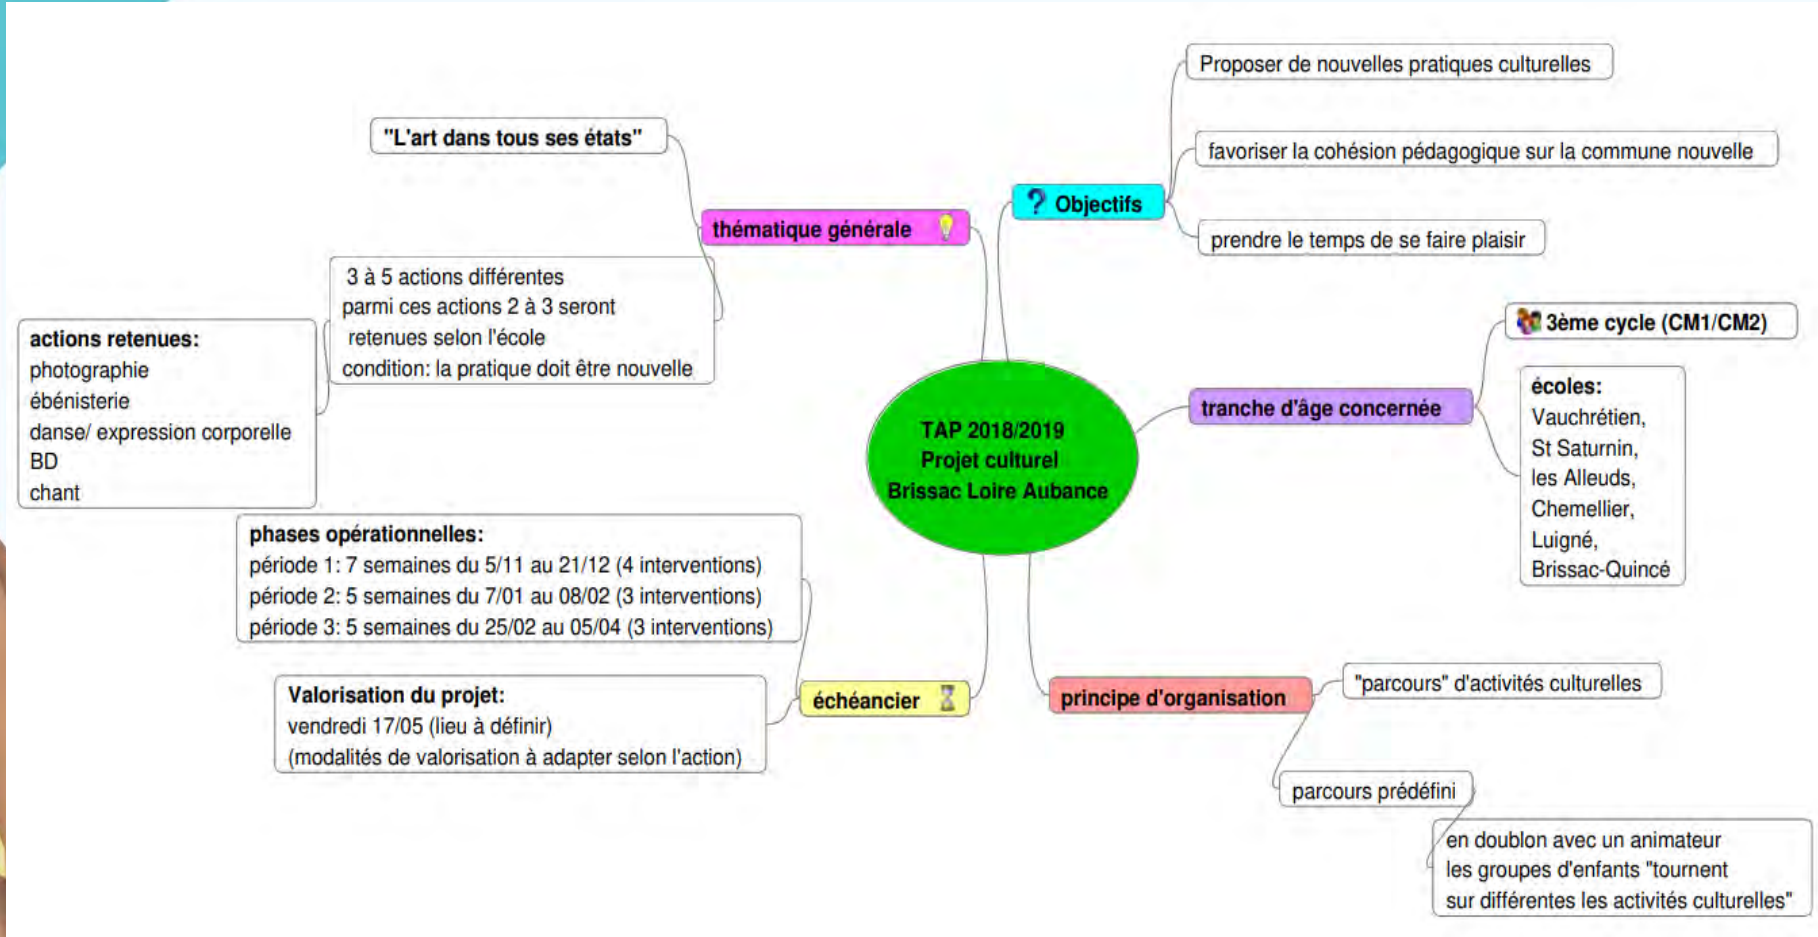 TAP 2018/2019
Projet culturel
Brissac Loire Aubance
Objectifs
Proposer de nouvelles pratiques culturelles
favoriser la cohésion pédagogique sur la commune nouvelle
prendre le temps de se faire plaisir
tranche d'âge concernée
3ème cycle (CM1/CM2)
écoles:
Vauchrétien,
St Saturnin,
les Alleuds,
Chemellier,
Luigné,
Brissac-Quincé
principe d'organisation
"parcours" d'activités culturelles
parcours prédéfini
en doublon avec un animateur
les groupes d'enfants "tournent
sur différentes les activités culturelles"
thématique générale
"L'art dans tous ses états"
3 à 5 actions différentes
parmi ces actions 2 à 3 seront
retenues selon l'école
condition: la pratique doit être nouvelle
actions retenues:
photographie
ébénisterie
danse/ expression corporelle
BD
chant
échéancier
phases opérationnelles:
période 1: 7 semaines du 5/11 au 21/12 (4 interventions)
période 2: 5 semaines du 7/01 au 08/02 (3 interventions)
période 3: 5 semaines du 25/02 au 05/04 (3 interventions)
Valorisation du projet:
vendredi 17/05 (lieu à définir)
(modalités de valorisation à adapter selon l'action)